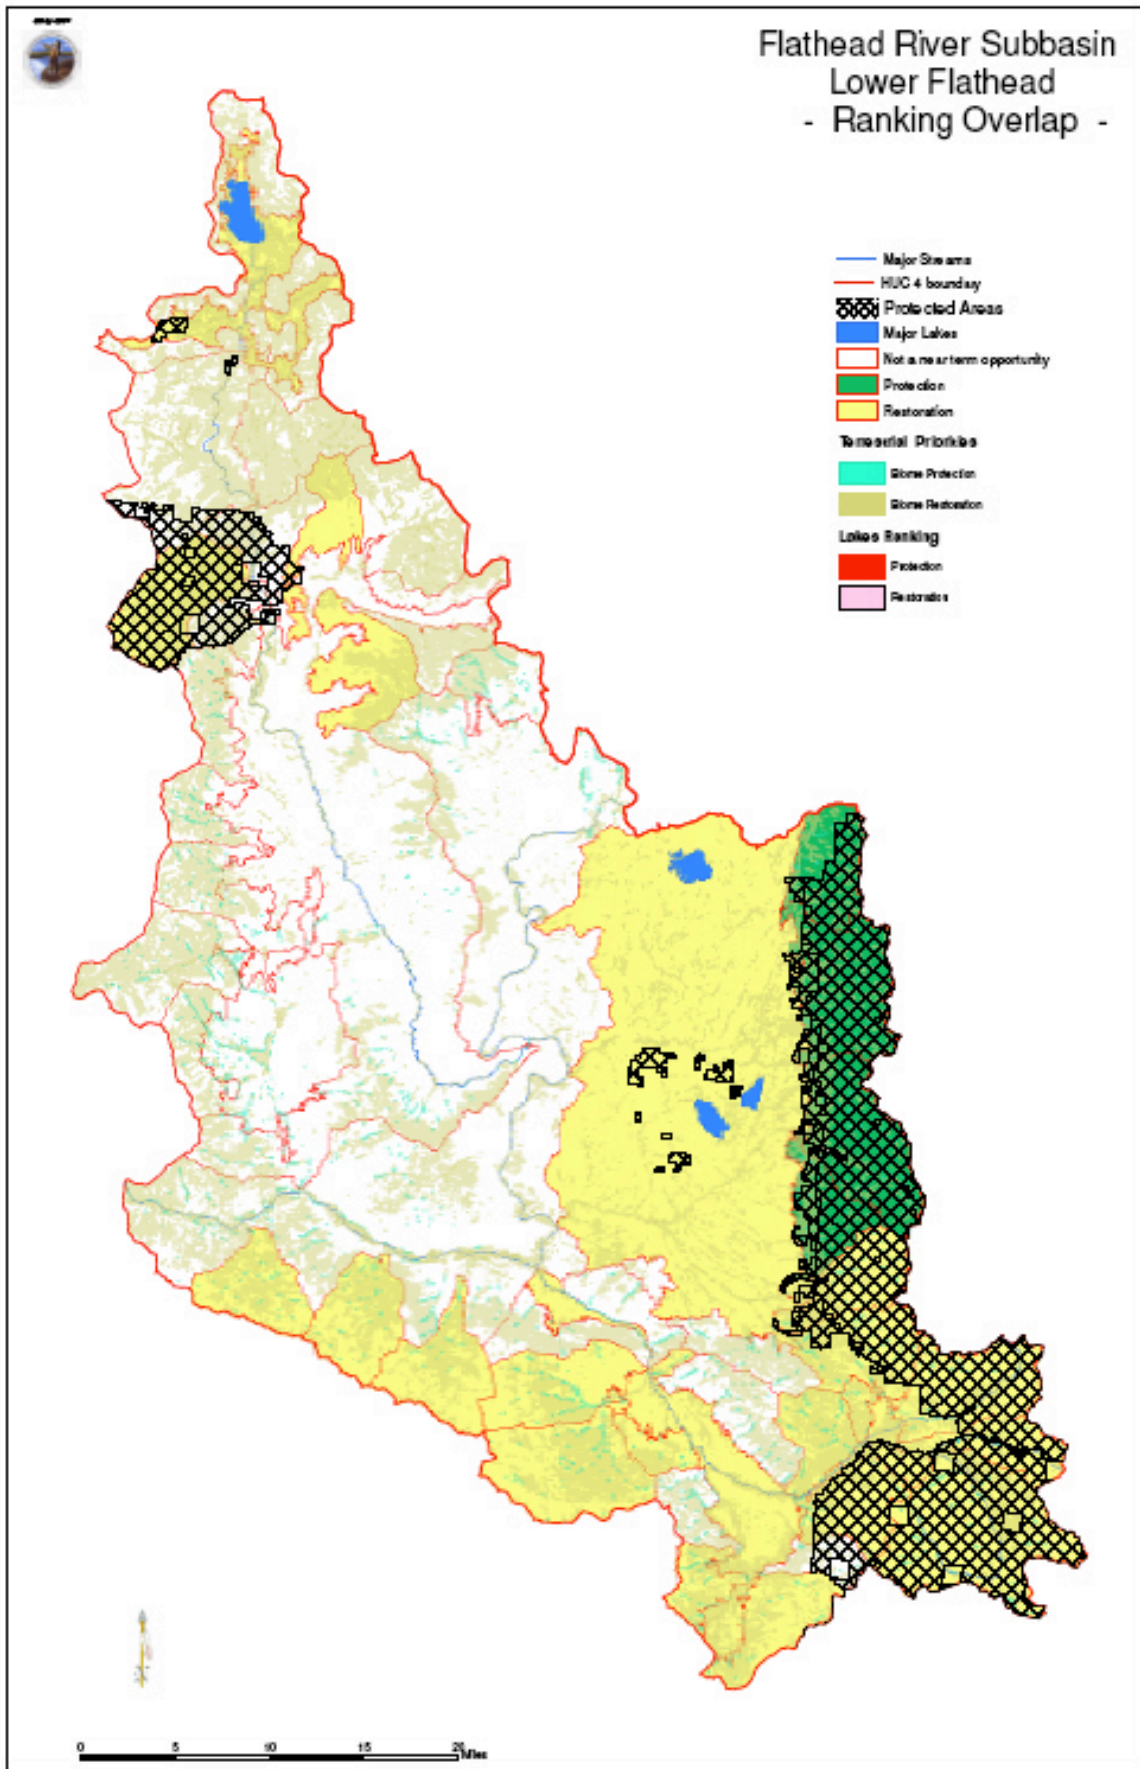 Flathead River Subbasin
Lower Flathead
- Ranking Overlap -
Major Streams
HUC 4 boundary
Protected Areas
Major Lakes
Not a near term opportunity
Protection
Restoration
Terrestrial Priorities
Biome Protection
Biome Restoration
Lakes Ranking
Protection
Restoration
0 5 10 15 20 Miles